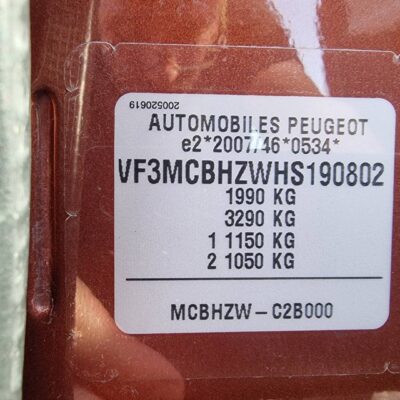 200520619
AUTOMOBILES PEUGEOT
e2*2007/46*0534*
VF3MCBHZWHS190802
1990 KG
3290 KG
1 1150 KG
2 1050 KG
MCBHZW-C2B000